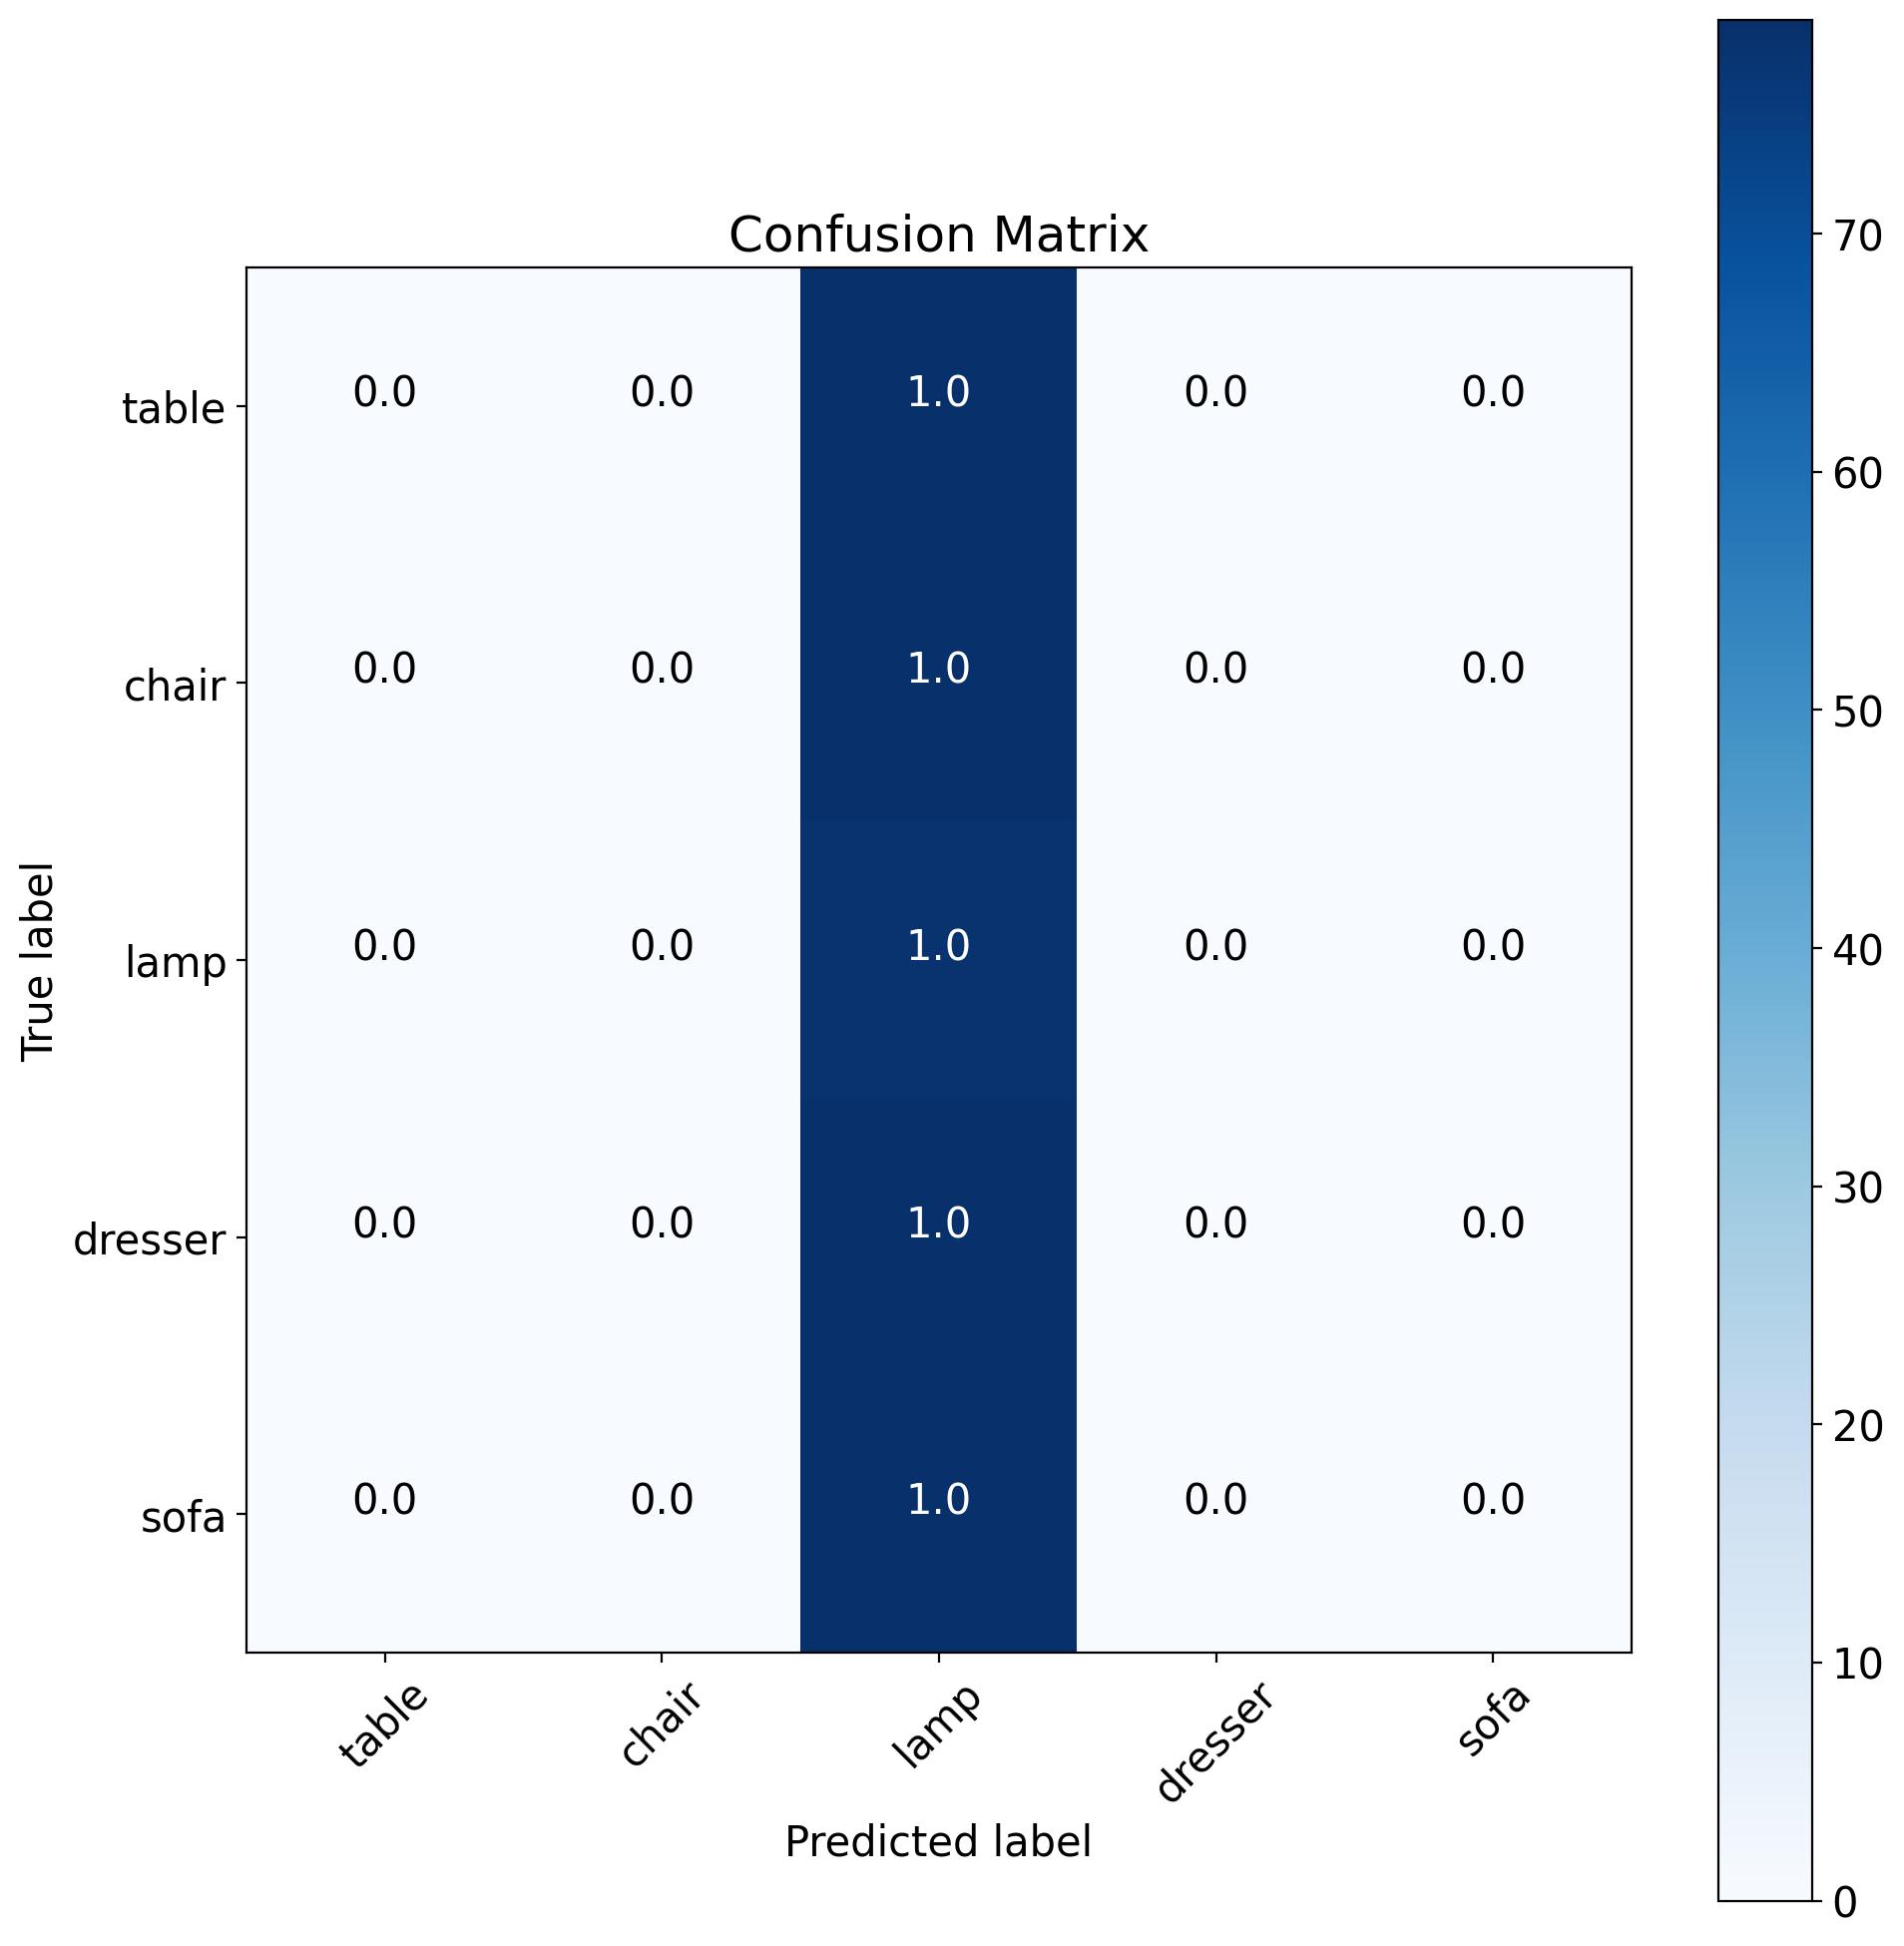 Confusion Matrix
table 0.0 0.0 1.0 0.0 0.0
chair 0.0 0.0 1.0 0.0 0.0
lamp 0.0 0.0 1.0 0.0 0.0
dresser 0.0 0.0 1.0 0.0 0.0
sofa 0.0 0.0 1.0 0.0 0.0
True label
table chair lamp dresser sofa
Predicted label
70
60
50
40
30
20
10
0